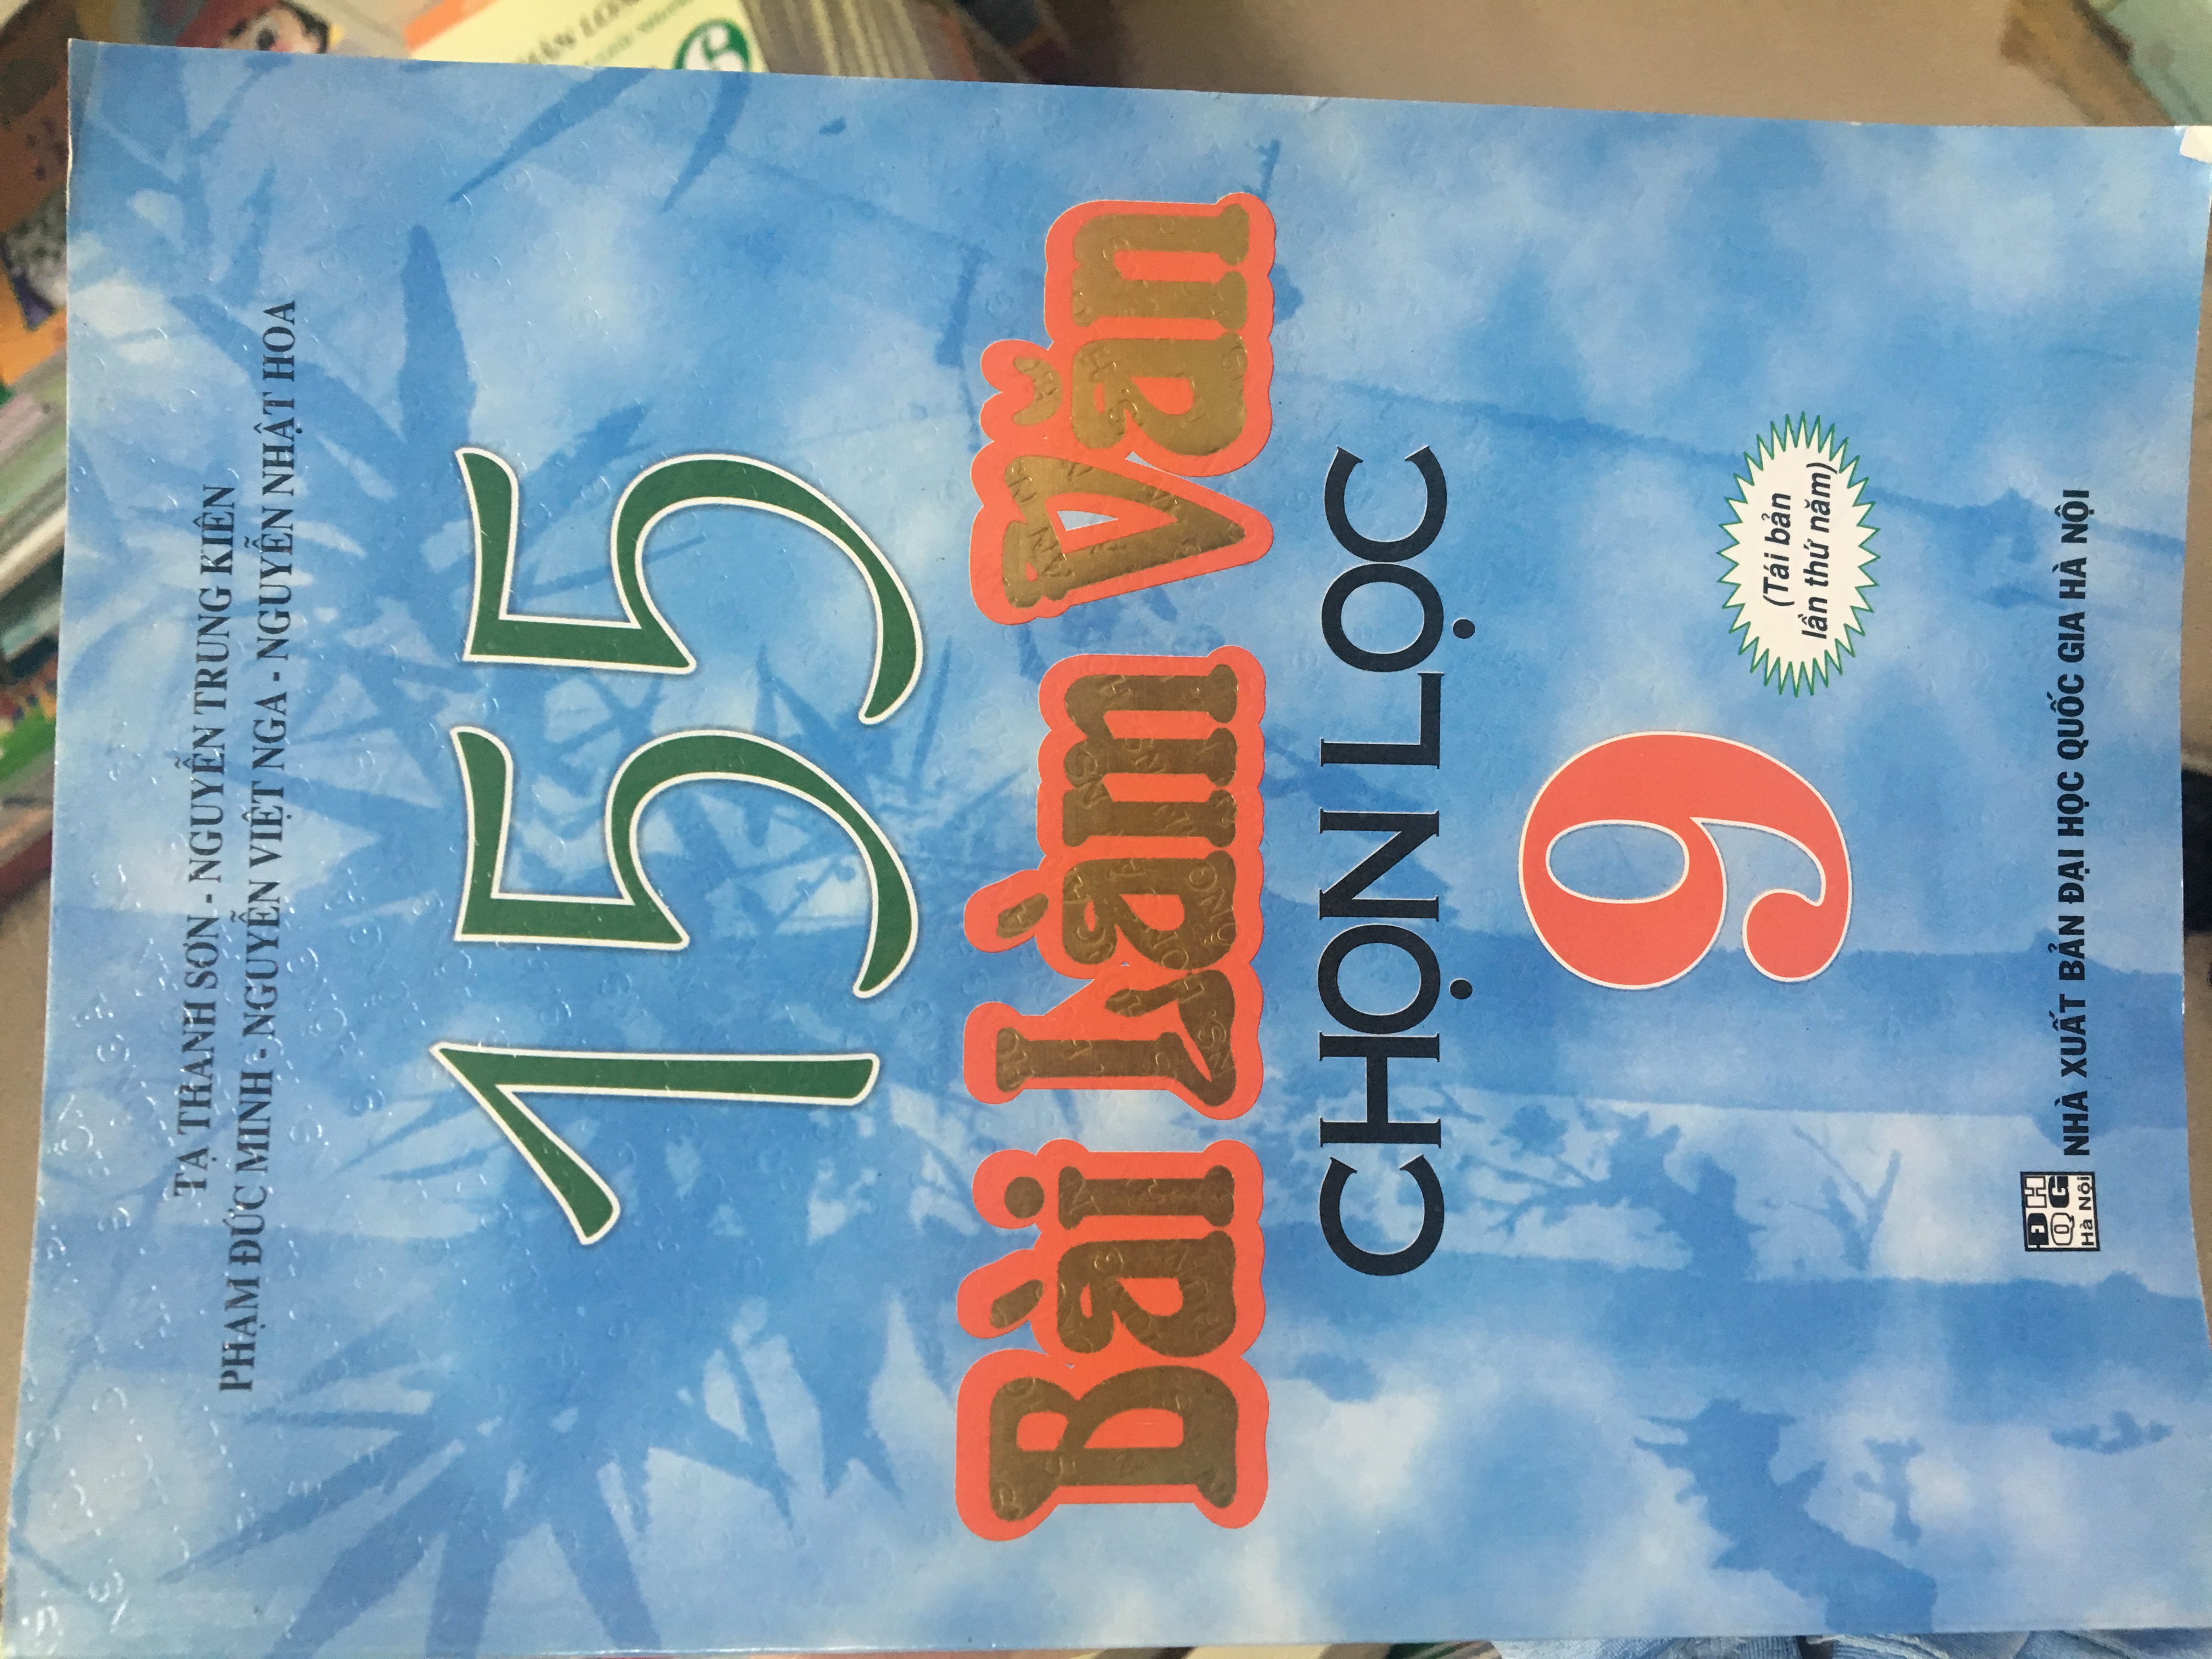 TẠ THANH SƠN - NGUYỄN TRUNG KIÊN
PHẠM ĐỨC MINH - NGUYỄN VIỆT NGA - NGUYỄN NHẬT HOA
155
Bài Làm Văn
CHỌN LỌC
9
(Tái bản
lần thứ năm)
ĐH
QG
Hà Nội
NHÀ XUẤT BẢN ĐẠI HỌC QUỐC GIA HÀ NỘI